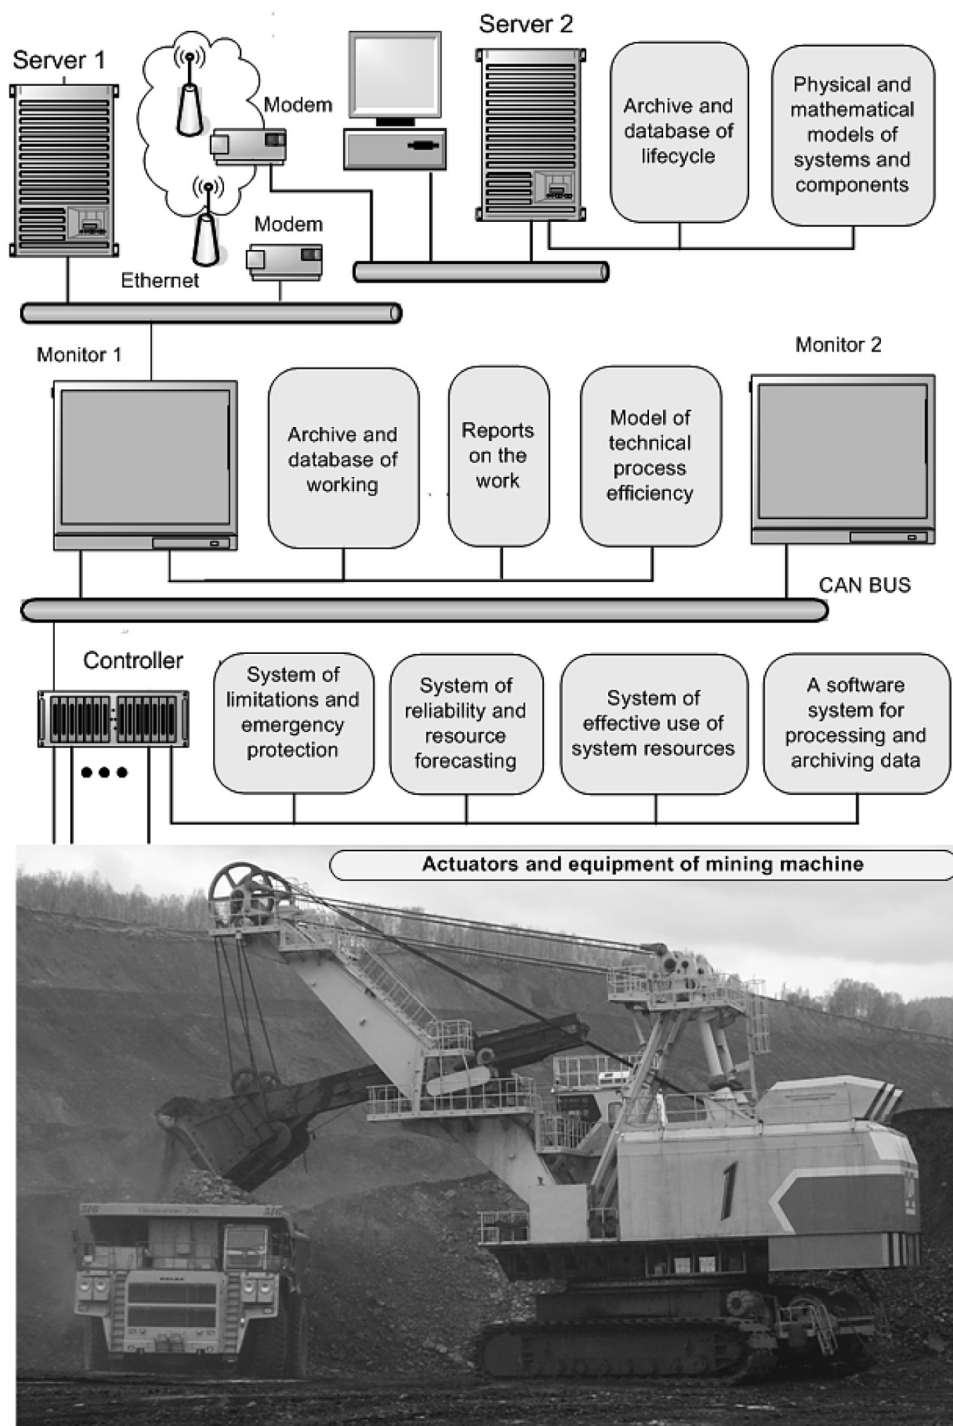 Server 1
Modem
Server 2
Archive and
database of
lifecycle
Physical and
mathematical
models of
systems and
components
Modem
Ethernet
Monitor 1
Archive and
database of
working
Reports
on the
work
Model of
technical
process
efficiency
Monitor 2
CAN BUS
Controller
System of
limitations and
emergency
protection
System of
reliability and
resource
forecasting
System of
effective use of
system resources
A software
system for
processing and
archiving data
Actuators and equipment of mining machine
1
516
516